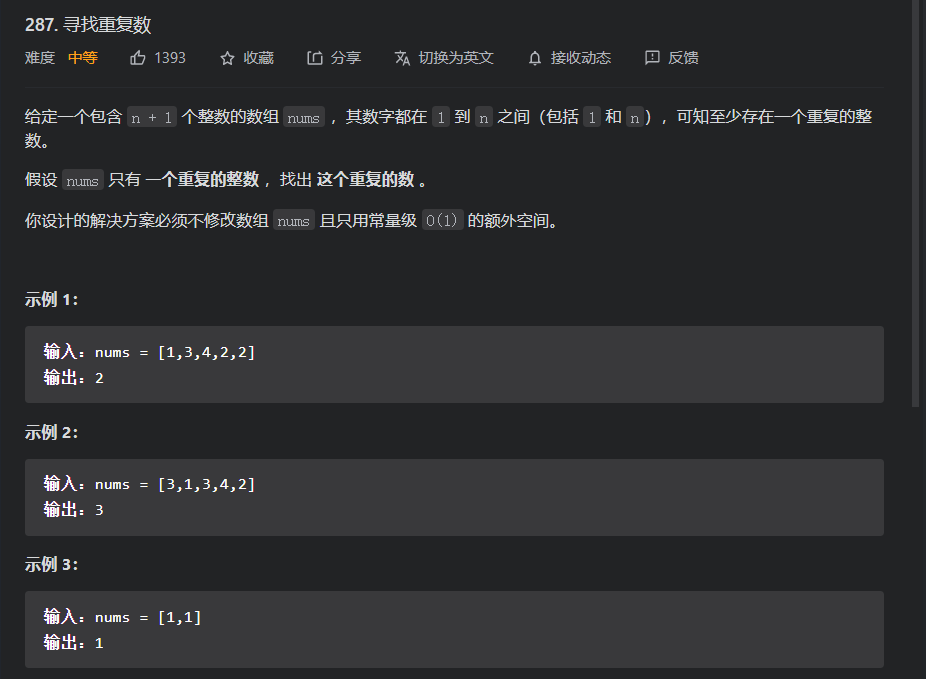 287. 寻找重复数
难度 中等 1393 收藏 分享 切换为英文 接收动态 反馈
给定一个包含 n + 1 个整数的数组 nums ，其数字都在 1 到 n 之间（包括 1 和 n），可知至少存在一个重复的整
数。
假设 nums 只有 一个重复的整数 ，找出 这个重复的数 。
你设计的解决方案必须不修改数组 nums 且只用常量级 O(1) 的额外空间。
示例 1：
输入：nums = [1,3,4,2,2]
输出：2
示例 2：
输入：nums = [3,1,3,4,2]
输出：3
示例 3：
输入：nums = [1,1]
输出：1